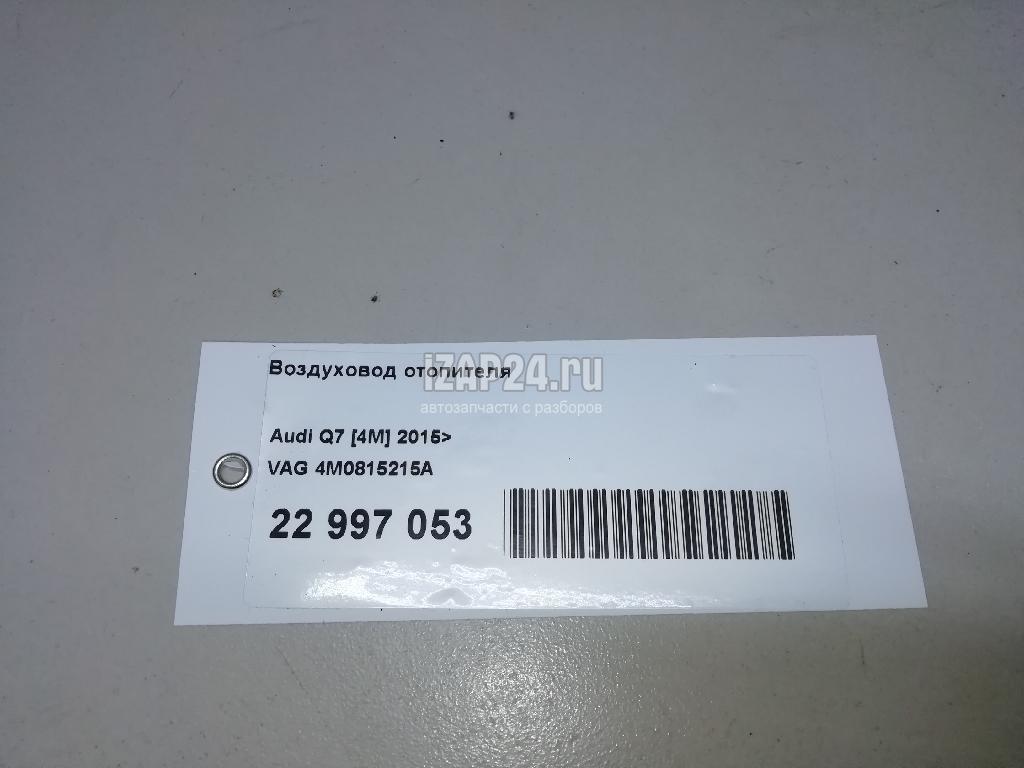 Воздуховод отопителя
iZAP24.ru
автозапчасти с разборов
Audi Q7 [4M] 2015>
VAG 4M0815215A
22 997 053